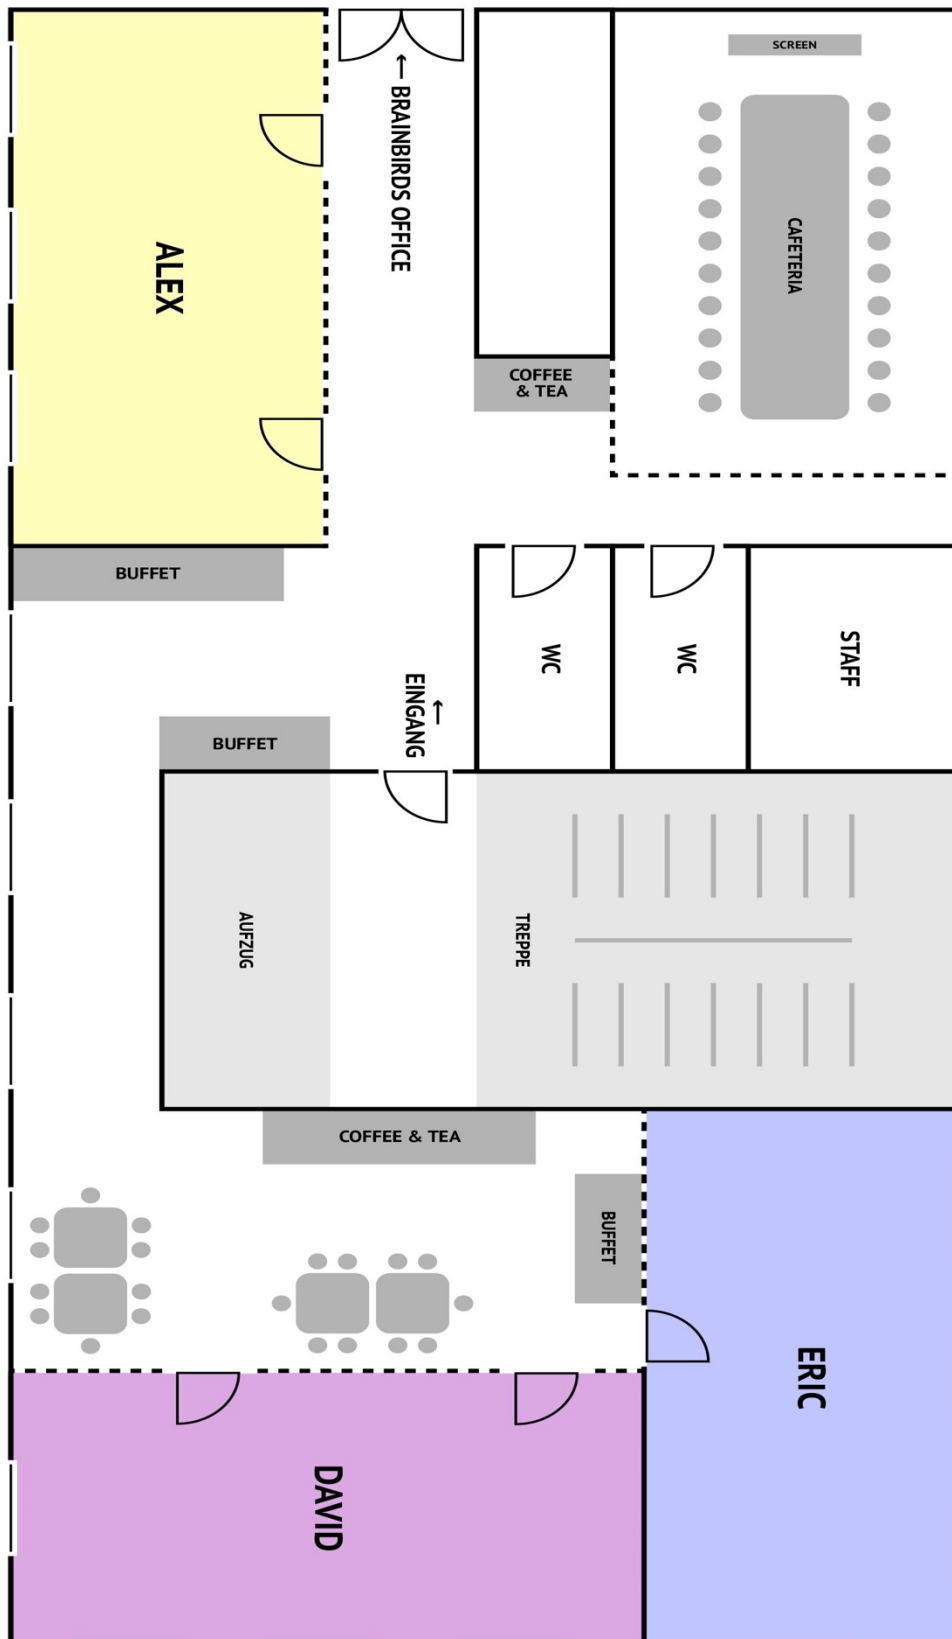 SCREEN
← BRAINBIRDS OFFICE
CAFETERIA
ALEX
COFFEE
& TEA
BUFFET
WC
WC
STAFF
←
EINGANG
BUFFET
AUFZUG
TREPPE
COFFEE & TEA
BUFFET
ERIC
DAVID